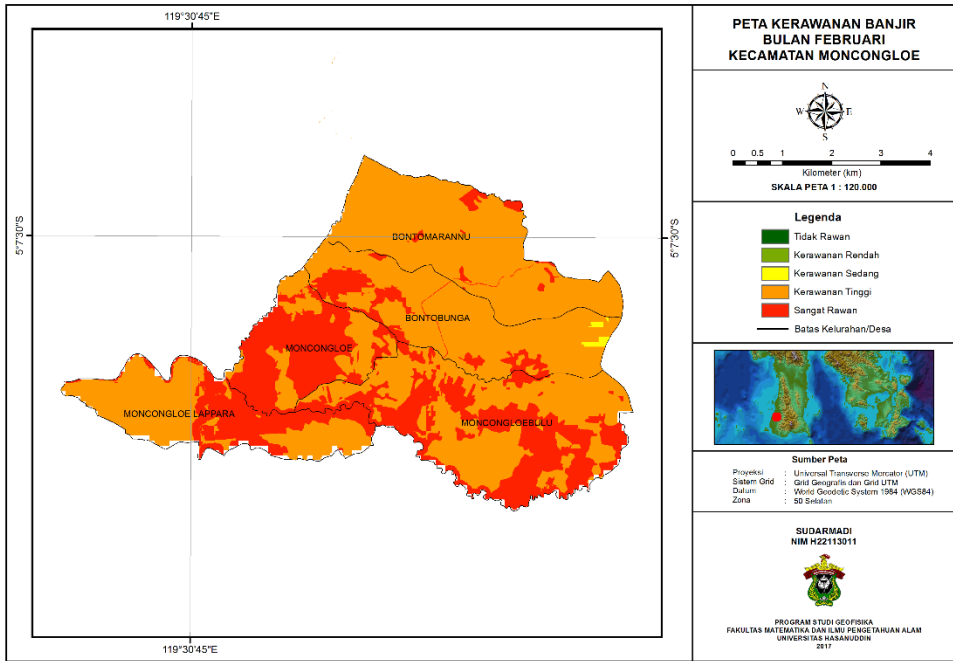 119°30'45"E
5°7'30"S
5°7'30"S
BONTOMARANNU
BONTOBUNGA
MONCONGLOE
MONCONGLOE LAPPARA
MONCONGLOEBULU
119°30'45"E
PETA KERAWANAN BANJIR
BULAN FEBRUARI
KECAMATAN MONCONGLOE
N
W E
S
0 0.5 1 2 3 4
Kilometer (km)
SKALA PETA 1 : 120.000
Legenda
Tidak Rawan
Kerawanan Rendah
Kerawanan Sedang
Kerawanan Tinggi
Sangat Rawan
Batas Kelurahan/Desa
Sumber Peta
Proyeksi : Universal Transverse Mercator (UTM)
Sistem Grid : Grid Geografis dan Grid UTM
Datum : World Geodetic System 1984 (WGS84)
Zona : 50 Selatan
SUDARMADI
NIM H22113011
PROGRAM STUDI GEOFISIKA
FAKULTAS MATEMATIKA DAN ILMU PENGETAHUAN ALAM
UNIVERSITAS HASANUDDIN
2017